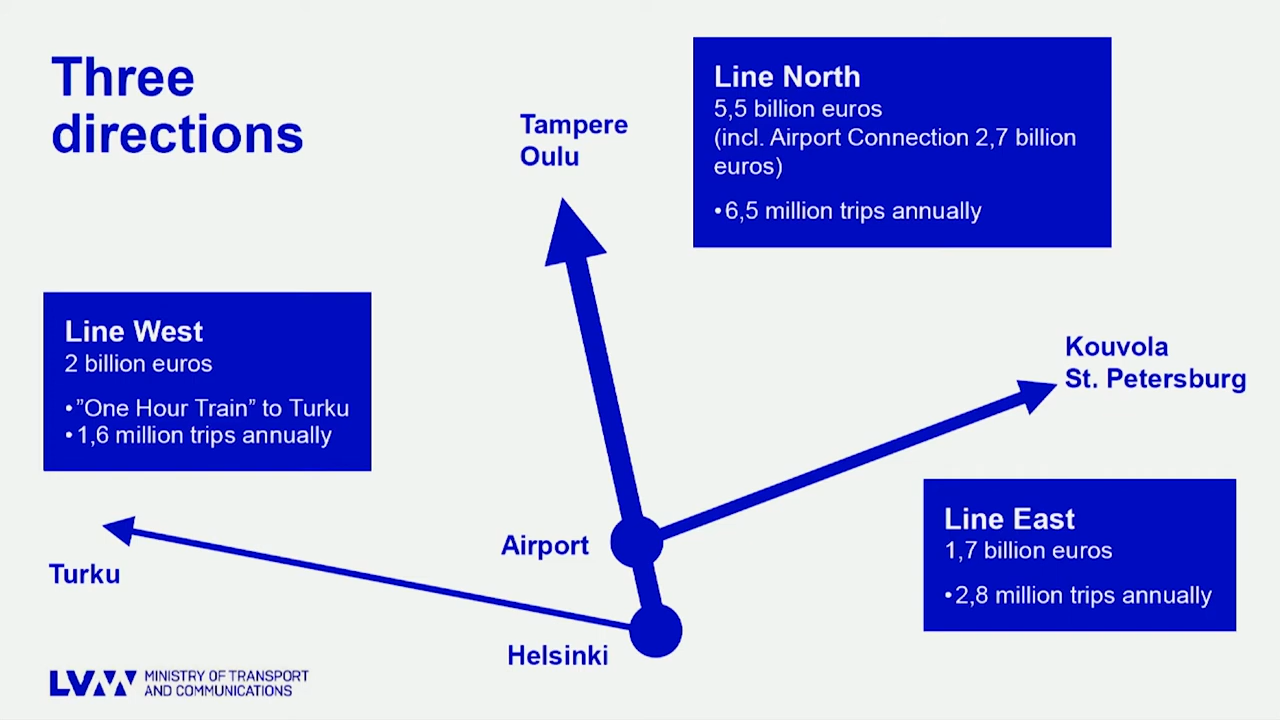 Three
directions
Tampere
Oulu
Line North
5,5 billion euros
(incl. Airport Connection 2,7 billion
euros)
•6,5 million trips annually
Line West
2 billion euros
•”One Hour Train” to Turku
•1,6 million trips annually
Kouvola
St. Petersburg
Line East
1,7 billion euros
•2,8 million trips annually
Airport
Turku
Helsinki
LVM MINISTRY OF TRANSPORT
AND COMMUNICATIONS